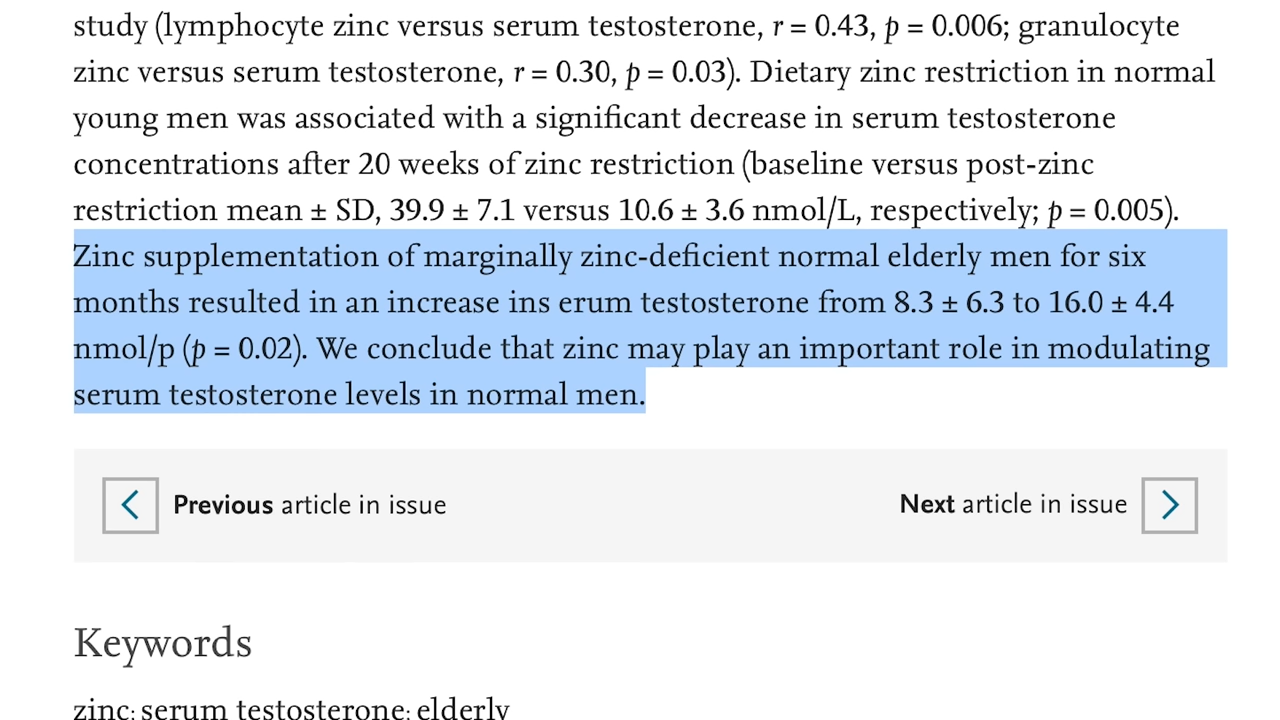 study (lymphocyte zinc versus serum testosterone, r = 0.43, p = 0.006; granulocyte
zinc versus serum testosterone, r = 0.30, p = 0.03). Dietary zinc restriction in normal
young men was associated with a significant decrease in serum testosterone
concentrations after 20 weeks of zinc restriction (baseline versus post-zinc
restriction mean ± SD, 39.9 ± 7.1 versus 10.6 ± 3.6 nmol/L, respectively; p = 0.005).
Zinc supplementation of marginally zinc-deficient normal elderly men for six
months resulted in an increase ins erum testosterone from 8.3 ± 6.3 to 16.0 ± 4.4
nmol/p (p = 0.02). We conclude that zinc may play an important role in modulating
serum testosterone levels in normal men.
Previous article in issue
Next article in issue
Keywords
zinc; serum testosterone; elderly